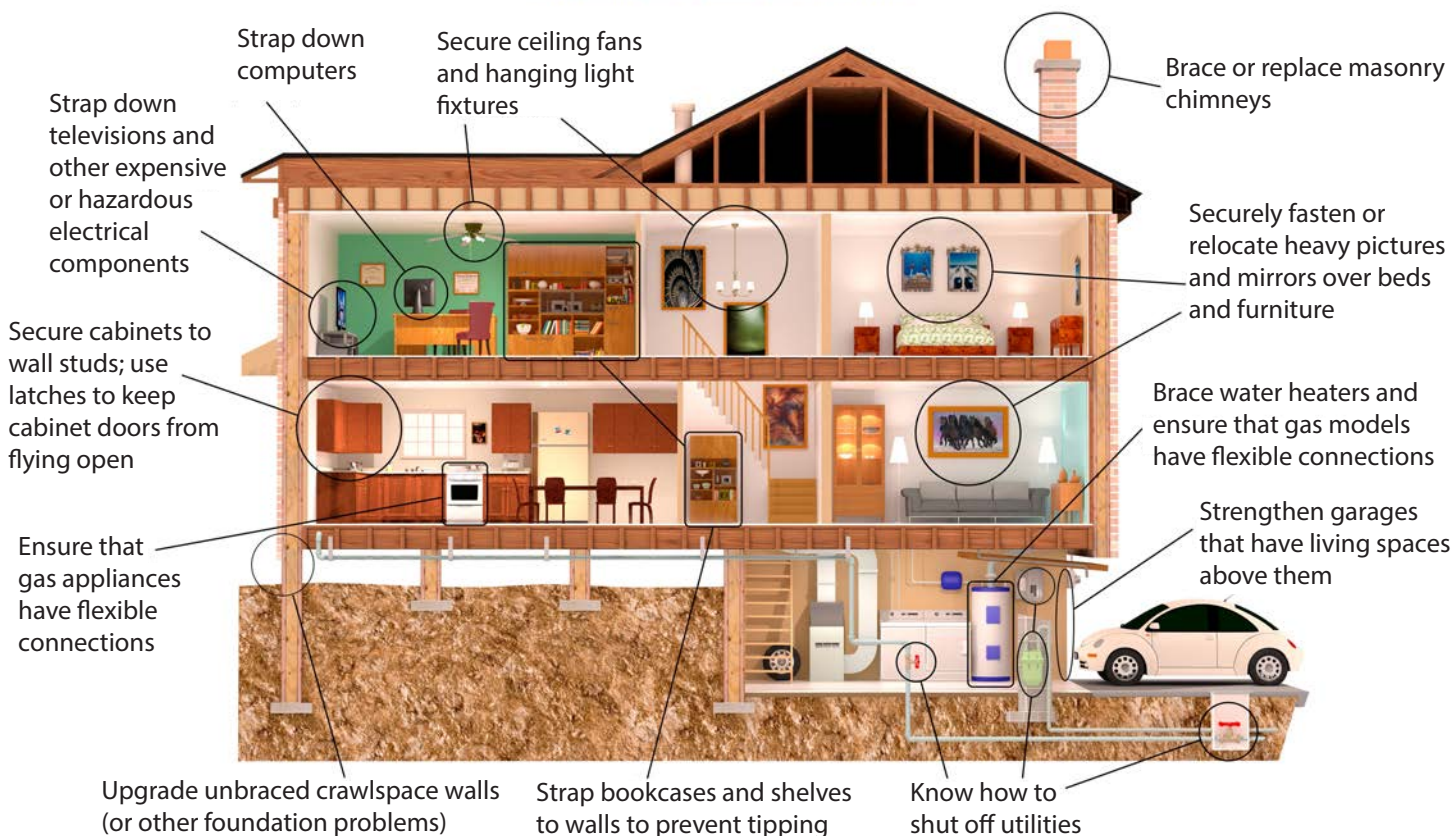 Strap down
computers
Secure ceiling fans
and hanging light
fixtures
Brace or replace masonry
chimneys
Strap down
televisions and
other expensive
or hazardous
electrical
components
Securely fasten or
relocate heavy pictures
and mirrors over beds
and furniture
Secure cabinets to
wall studs; use
latches to keep
cabinet doors from
flying open
Brace water heaters and
ensure that gas models
have flexible connections
Strengthen garages
that have living spaces
above them
Ensure that
gas appliances
have flexible
connections
Upgrade unbraced crawlspace walls
(or other foundation problems)
Strap bookcases and shelves
to walls to prevent tipping
Know how to
shut off utilities